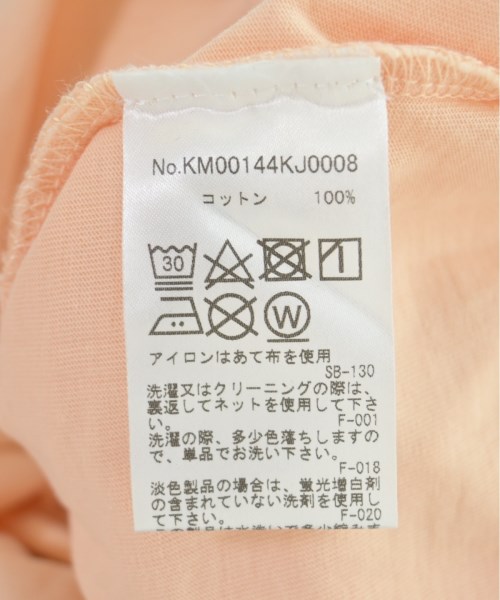 No.KM00144KJ0008
コットン 100%
30
W
アイロンはあて布を使用
SB-130
洗濯又はクリーニングの際は、
裏返してネットを使用して下さ
い。 F-001
洗濯の際、多少色落ちしますの
で、単品でお洗い下さい。
F-018
淡色製品の場合は、蛍光増白剤
の含まれていない洗剤を使用し
て下さい。 F-020